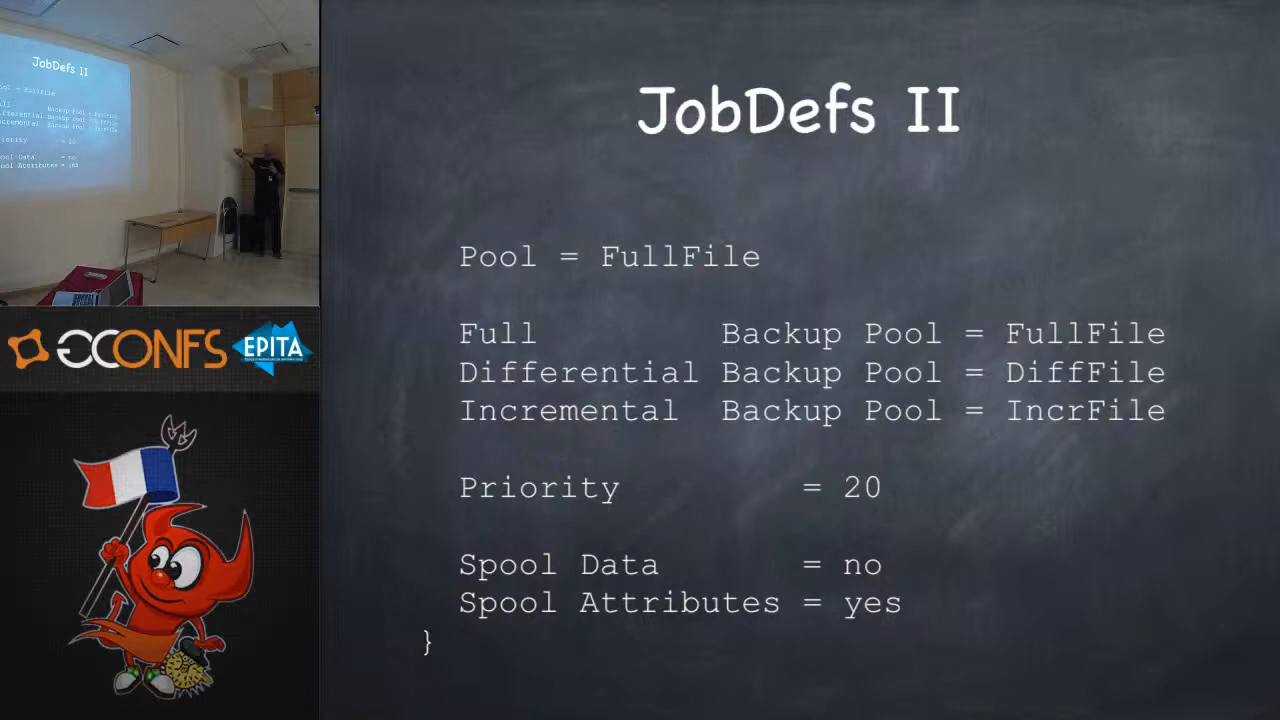 JobDefs II
Pool = FullFile
Full Backup Pool = FullFile
Differential Backup Pool = DiffFile
Incremental Backup Pool = IncrFile
Priority = 20
Spool Data = no
Spool Attributes = yes
}
JobDefs II
GCONFS
EPITA